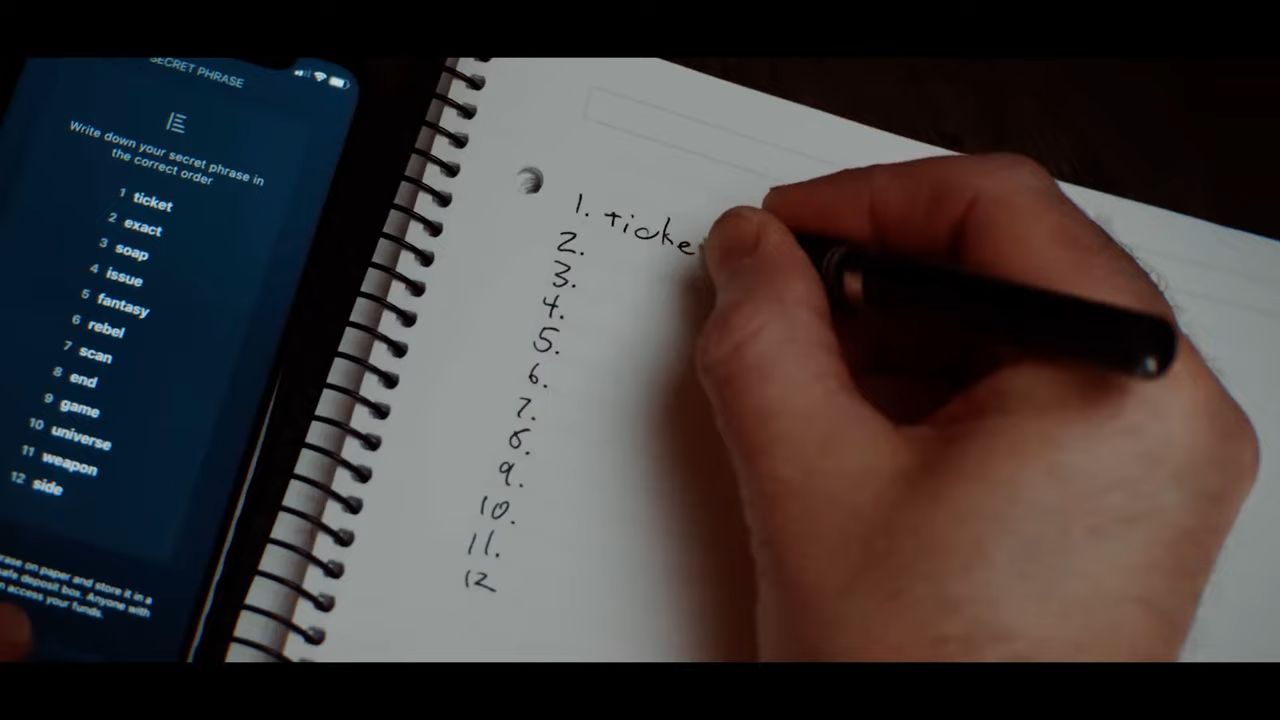 SECRET PHRASE
Write down your secret phrase in
the correct order
1 ticket
2 exact
3 soap
4 issue
5 fantasy
6 rebel
7 scan
8 end
9 game
10 universe
11 weapon
12 side
on paper and store it in a
deposit box. Anyone with
access your funds.
1. ticke
2.
3.
4.
5.
6.
7.
8.
9.
10.
11.
12